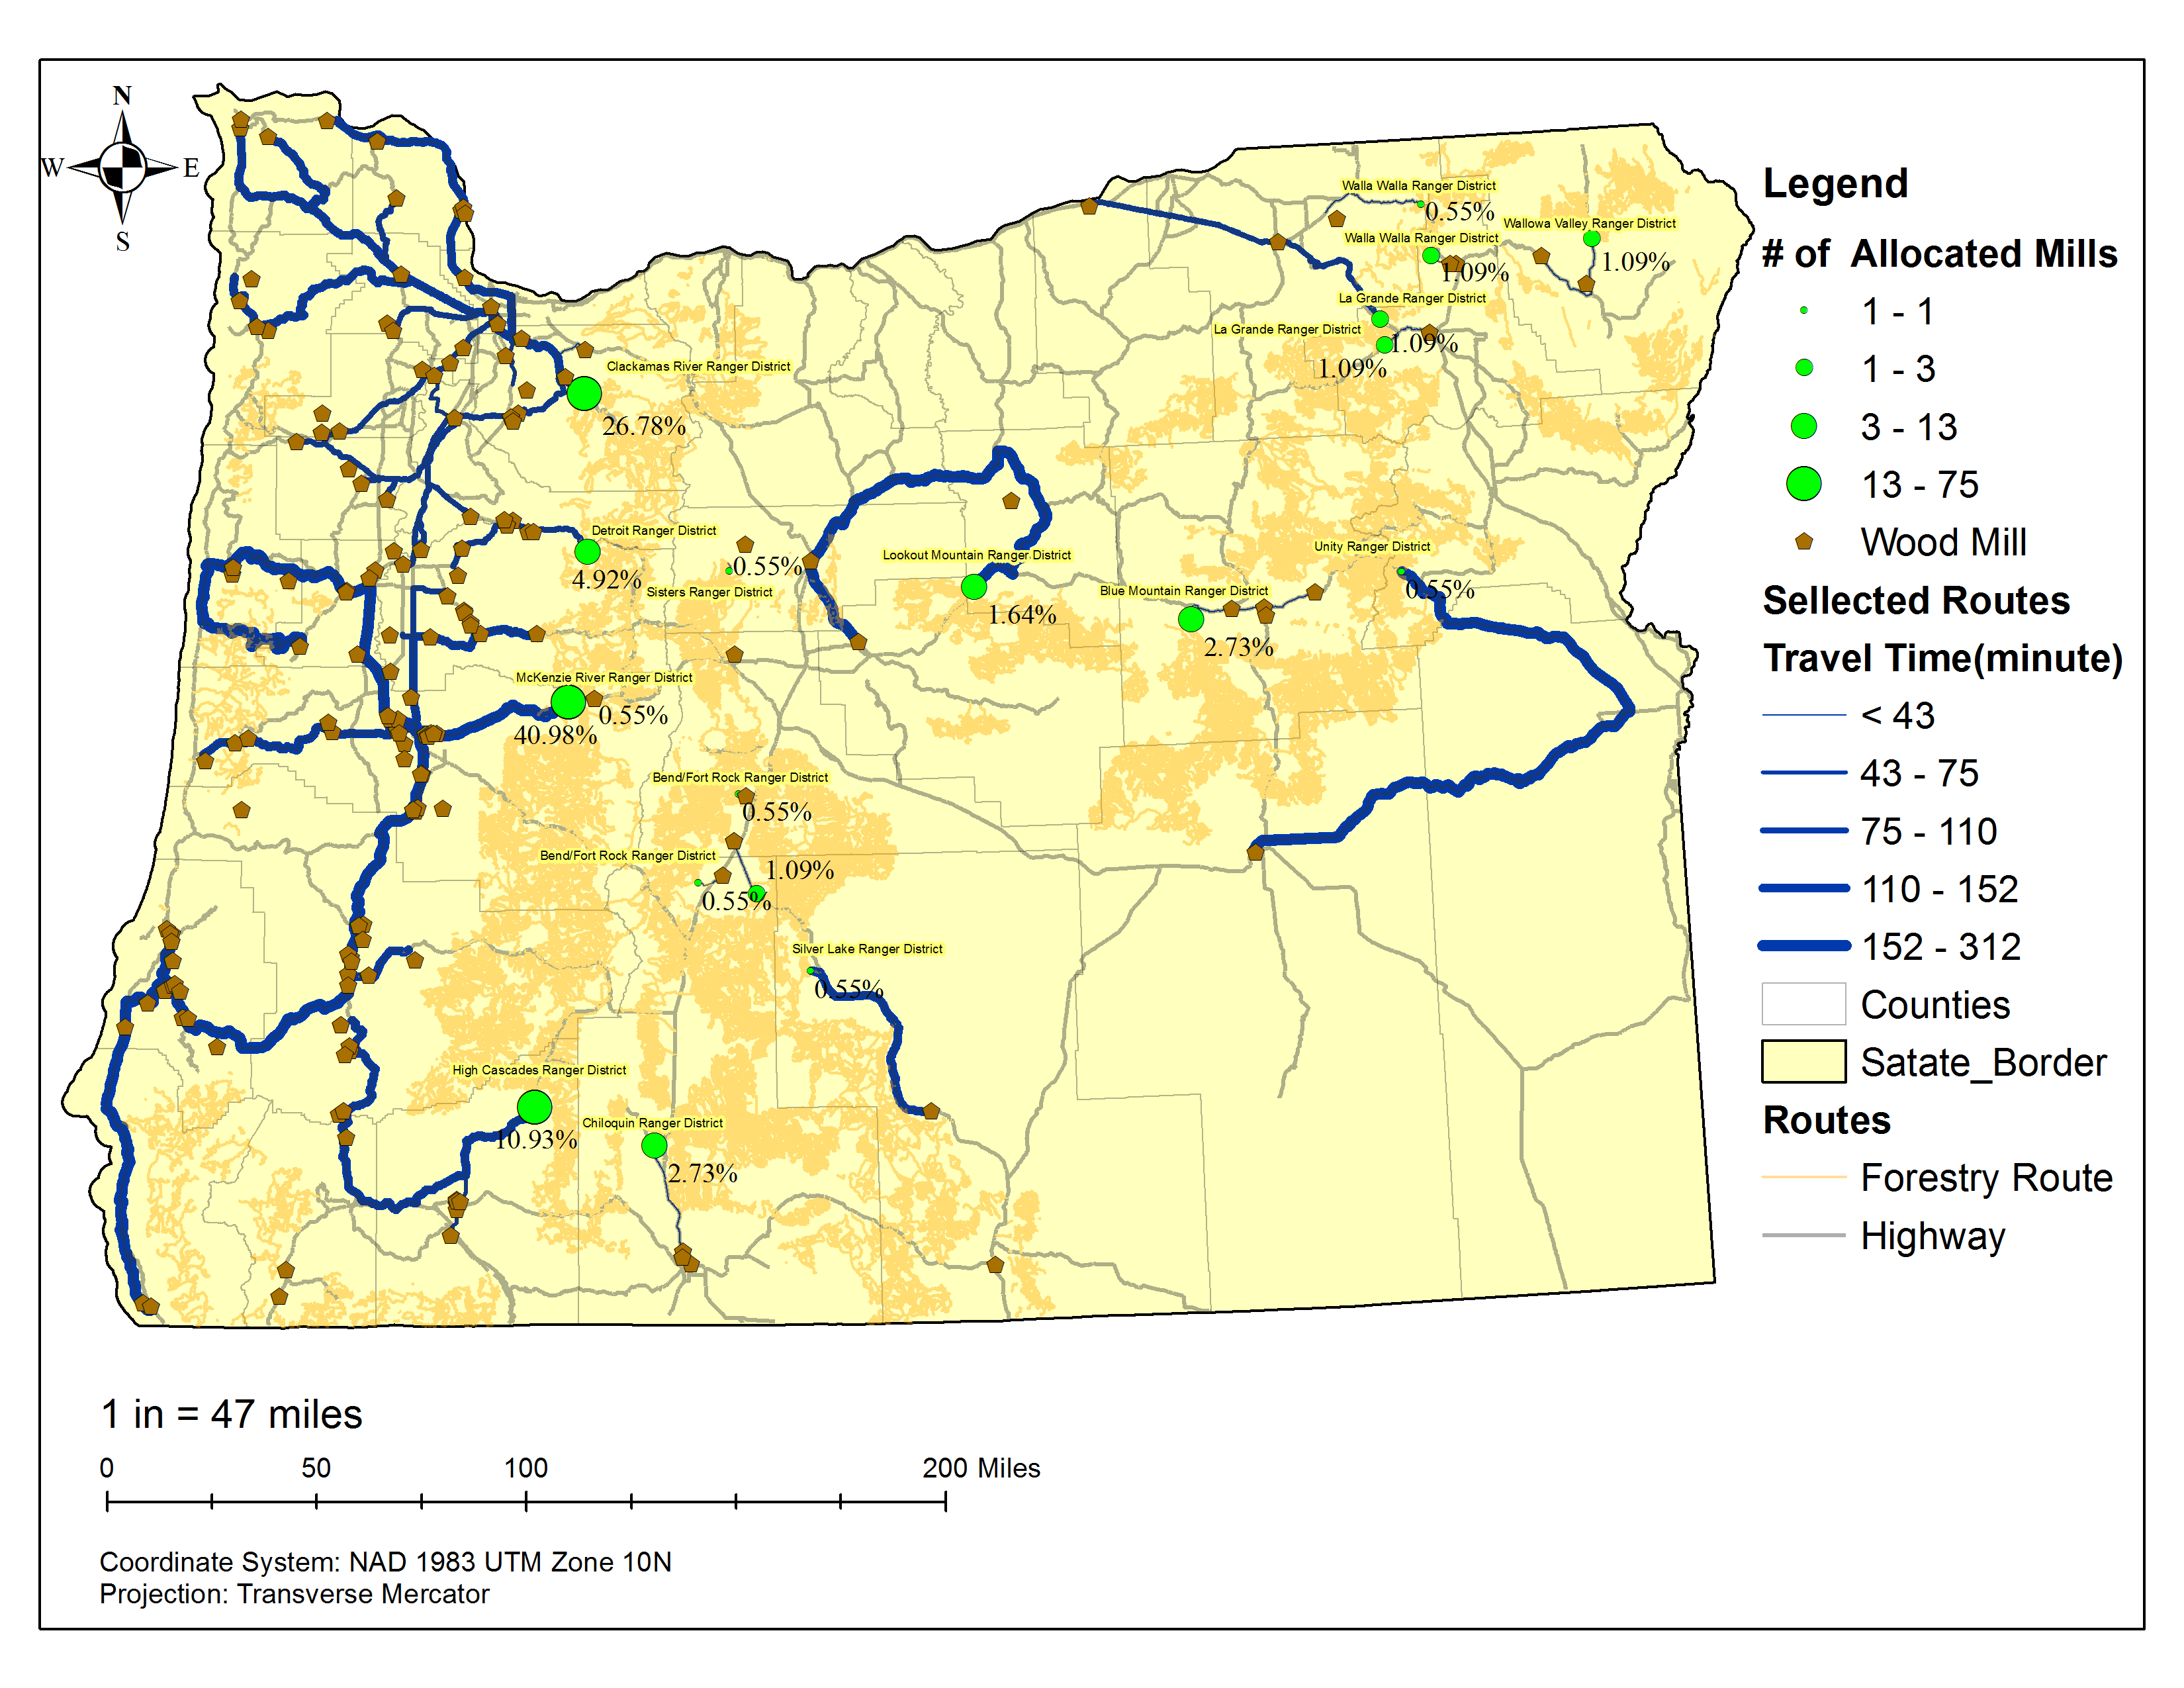 N
W
E
S
Walla Walla Ranger District
0.55%
Wallowa Valley Ranger District
1.09%
Walla Walla Ranger District
1.09%
La Grande Ranger District
La Grande Ranger District
1.09%
1.09%
Clackamas River Ranger District
26.78%
Detroit Ranger District
4.92%
0.55%
Sisters Ranger District
Lookout Mountain Ranger District
1.64%
Unity Ranger District
0.55%
Blue Mountain Ranger District
2.73%
McKenzie River Ranger District
0.55%
40.98%
Bend/Fort Rock Ranger District
0.55%
Bend/Fort Rock Ranger District
1.09%
0.55%
Silver Lake Ranger District
0.55%
High Cascades Ranger District
10.93%
Chiloquin Ranger District
2.73%
Legend
# of  Allocated Mills
1 - 1
1 - 3
3 - 13
13 - 75
Wood Mill
Sellected Routes
Travel Time(minute)
< 43
43 - 75
75 - 110
110 - 152
152 - 312
Counties
Satate_Border
Routes
Forestry Route
Highway
1 in = 47 miles
0 50 100 200 Miles
Coordinate System: NAD 1983 UTM Zone 10N
Projection: Transverse Mercator